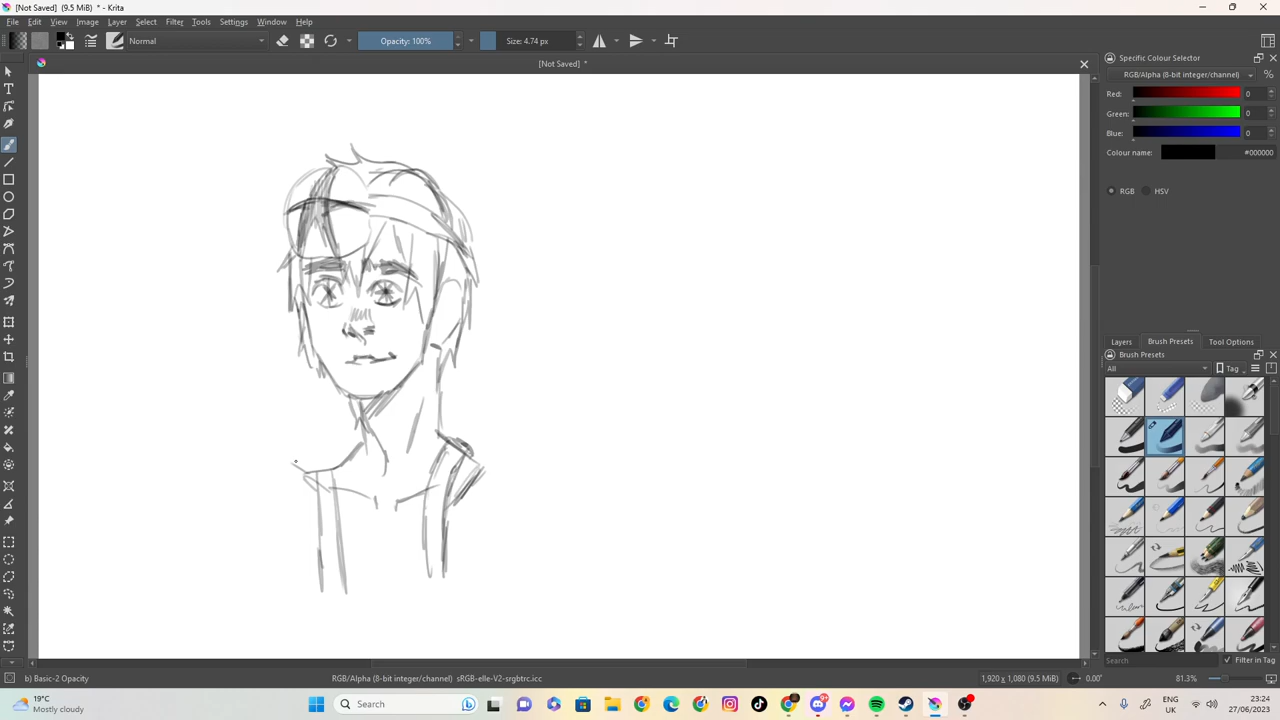 [Not Saved] (9.5 MiB) * - Krita
File Edit View Image Layer Select Filter Tools Settings Window Help
Normal Opacity: 100% Size: 4.74 px
[Not Saved] *
Specific Colour Selector
RGB/Alpha (8-bit integer/channel) %
Red: 0
Green: 0
Blue: 0
Colour name: #000000
RGB HSV
Layers Brush Presets Tool Options
Brush Presets
All Tag
Search Filter in Tag
b) Basic-2 Opacity RGB/Alpha (8-bit integer/channel) sRGB-elle-V2-srgbtrc.icc 1,920 x 1,080 (9.5 MiB) 0.00° 81.3%
19°C
Mostly cloudy
Search
ENG
UK
23:24
27/06/2023